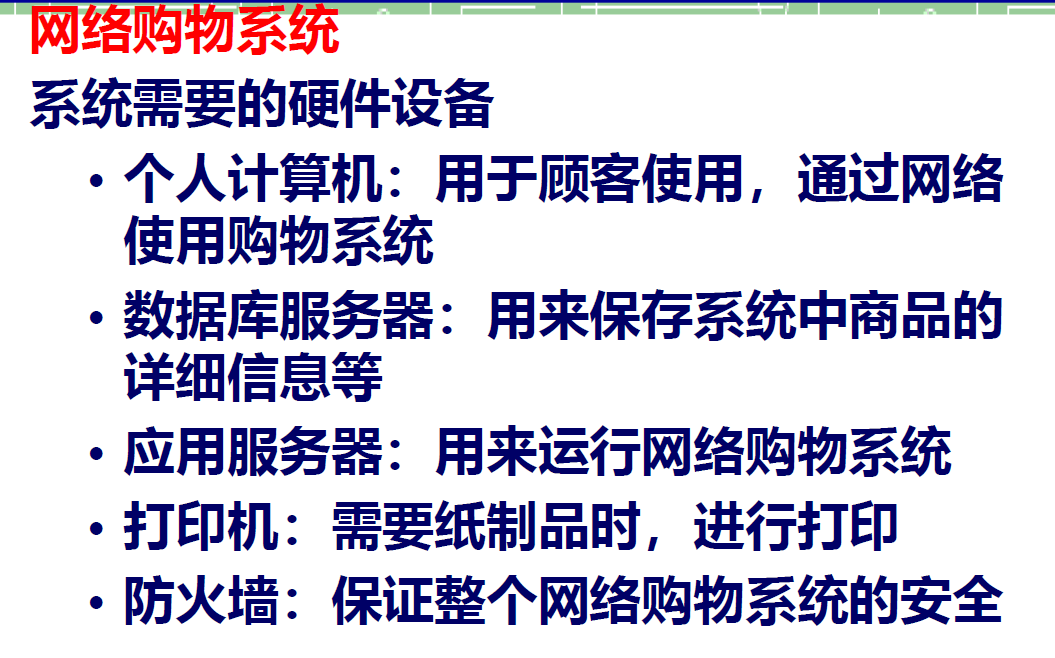 网络购物系统
系统需要的硬件设备
• 个人计算机：用于顾客使用，通过网络
使用购物系统
• 数据库服务器：用来保存系统中商品的
详细信息等
• 应用服务器：用来运行网络购物系统
• 打印机：需要纸制品时，进行打印
• 防火墙：保证整个网络购物系统的安全